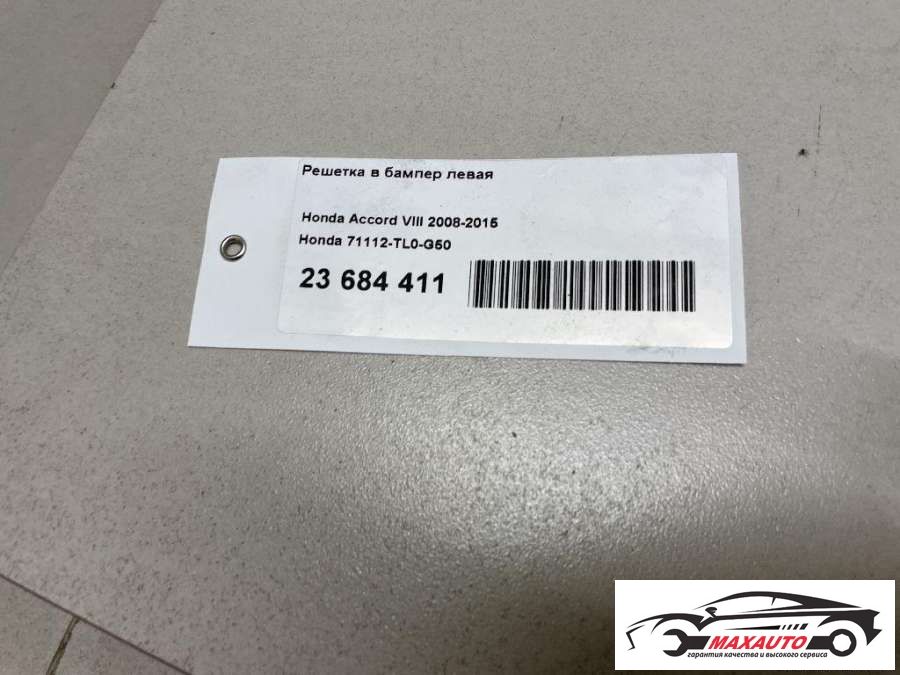 Решетка в бампер левая
Honda Accord VIII 2008-2015
Honda 71112-TL0-G50
23 684 411
MAXAUTO
гарантия качества и высокого сервиса